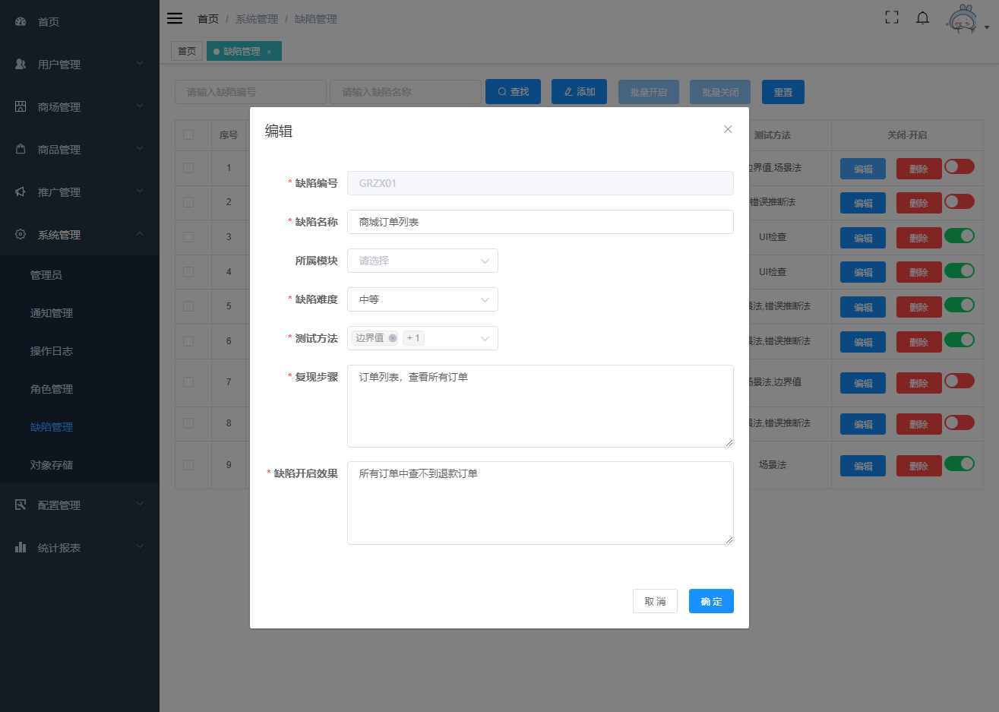 首页
用户管理
商场管理
商品管理
推广管理
系统管理
管理员
通知管理
操作日志
角色管理
缺陷管理
对象存储
配置管理
统计报表
首页 / 系统管理 / 缺陷管理
首页
缺陷管理 ×
请输入缺陷编号
请输入缺陷名称
查找
添加
批量开启
批量关闭
重置
序号
测试方法
关闭-开启
1
边界值,场景法
编辑
删除
2
错误推断法
编辑
删除
3
UI检查
编辑
删除
4
UI检查
编辑
删除
5
景法,错误推断法
编辑
删除
6
景法,错误推断法
编辑
删除
7
场景法,边界值
编辑
删除
8
景法,错误推断法
编辑
删除
9
场景法
编辑
删除
编辑
* 缺陷编号
GRZX01
* 缺陷名称
商城订单列表
所属模块
请选择
* 缺陷难度
中等
* 测试方法
边界值
+ 1
* 复现步骤
订单列表，查看所有订单
* 缺陷开启效果
所有订单中查不到退款订单
取 消
确 定